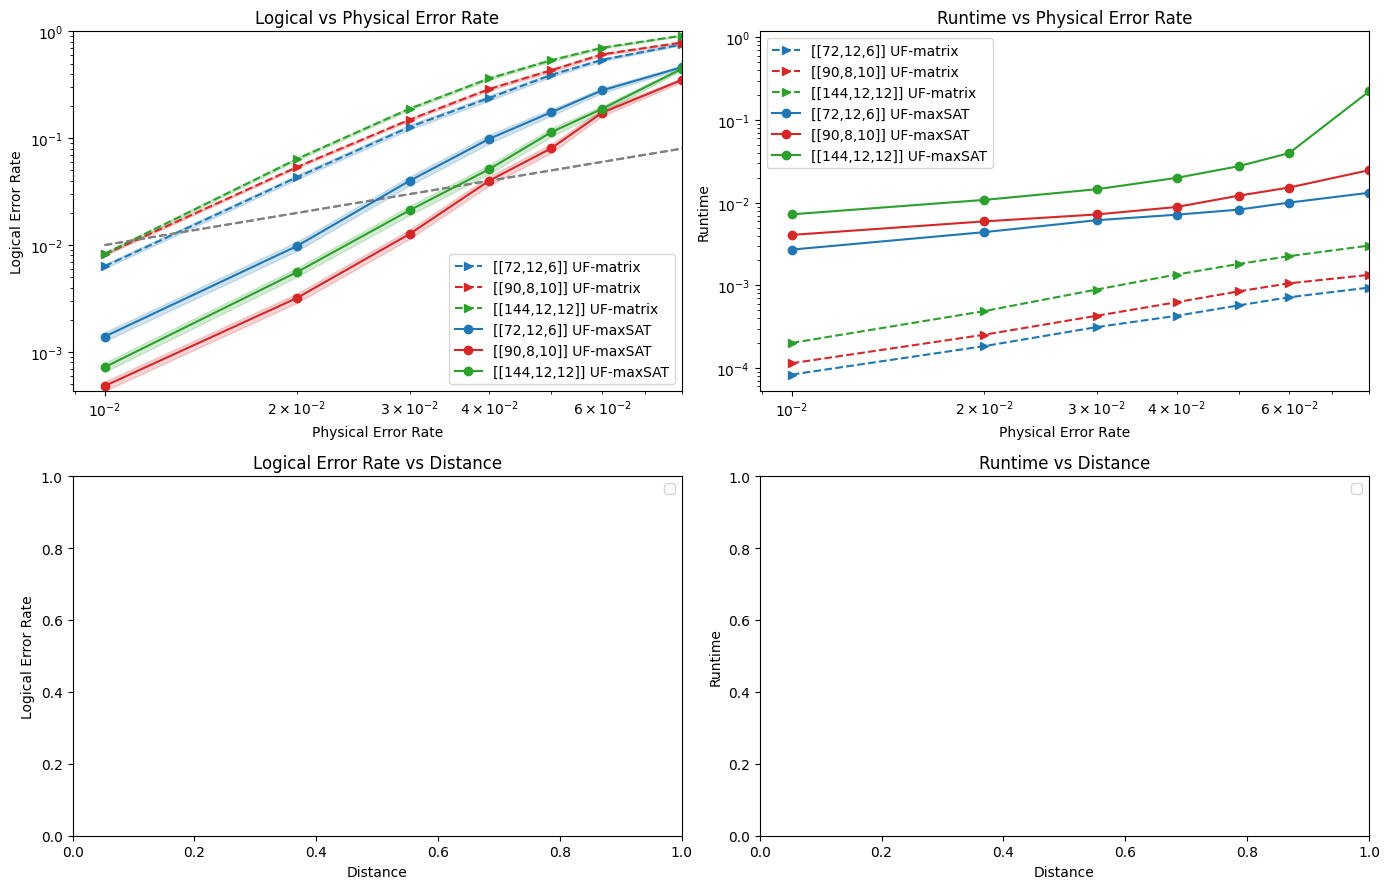 Logical vs Physical Error Rate
Logical Error Rate
10⁰
10⁻¹
10⁻²
10⁻³
[[72,12,6]] UF-matrix
[[90,8,10]] UF-matrix
[[144,12,12]] UF-matrix
[[72,12,6]] UF-maxSAT
[[90,8,10]] UF-maxSAT
[[144,12,12]] UF-maxSAT
10⁻² 2 × 10⁻² 3 × 10⁻² 4 × 10⁻² 6 × 10⁻²
Physical Error Rate
Runtime vs Physical Error Rate
Runtime
10⁰
10⁻¹
10⁻²
10⁻³
10⁻⁴
[[72,12,6]] UF-matrix
[[90,8,10]] UF-matrix
[[144,12,12]] UF-matrix
[[72,12,6]] UF-maxSAT
[[90,8,10]] UF-maxSAT
[[144,12,12]] UF-maxSAT
10⁻² 2 × 10⁻² 3 × 10⁻² 4 × 10⁻² 6 × 10⁻²
Physical Error Rate
Logical Error Rate vs Distance
Logical Error Rate
1.0
0.8
0.6
0.4
0.2
0.0
0.0 0.2 0.4 0.6 0.8 1.0
Distance
Runtime vs Distance
Runtime
1.0
0.8
0.6
0.4
0.2
0.0
0.0 0.2 0.4 0.6 0.8 1.0
Distance